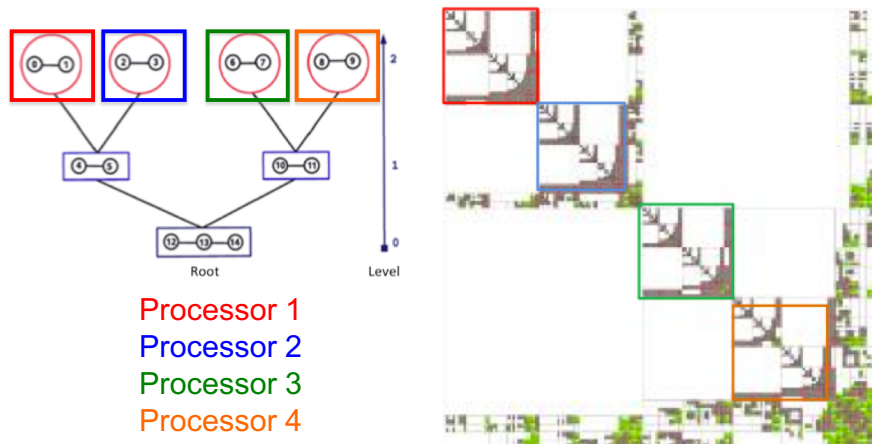 0 1 2 3 6 7 8 9 2
4 5 10 11 1
12 13 14 0
Root Level
Processor 1
Processor 2
Processor 3
Processor 4